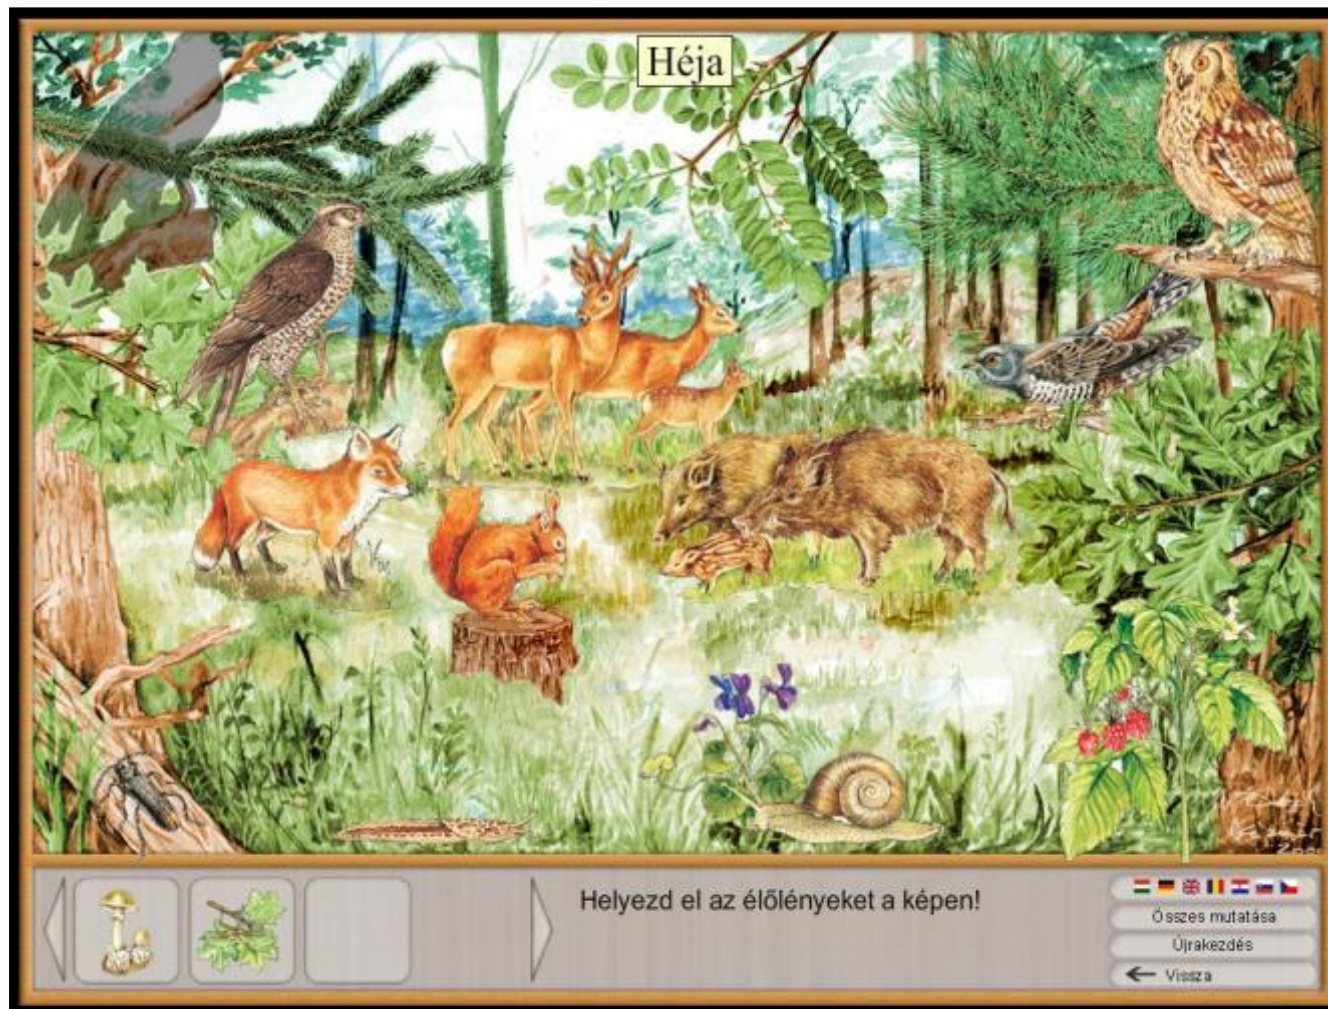 Héja
Helyezd el az élőlényeket a képen!
Összes mutatása
Újrakezdés
Vissza